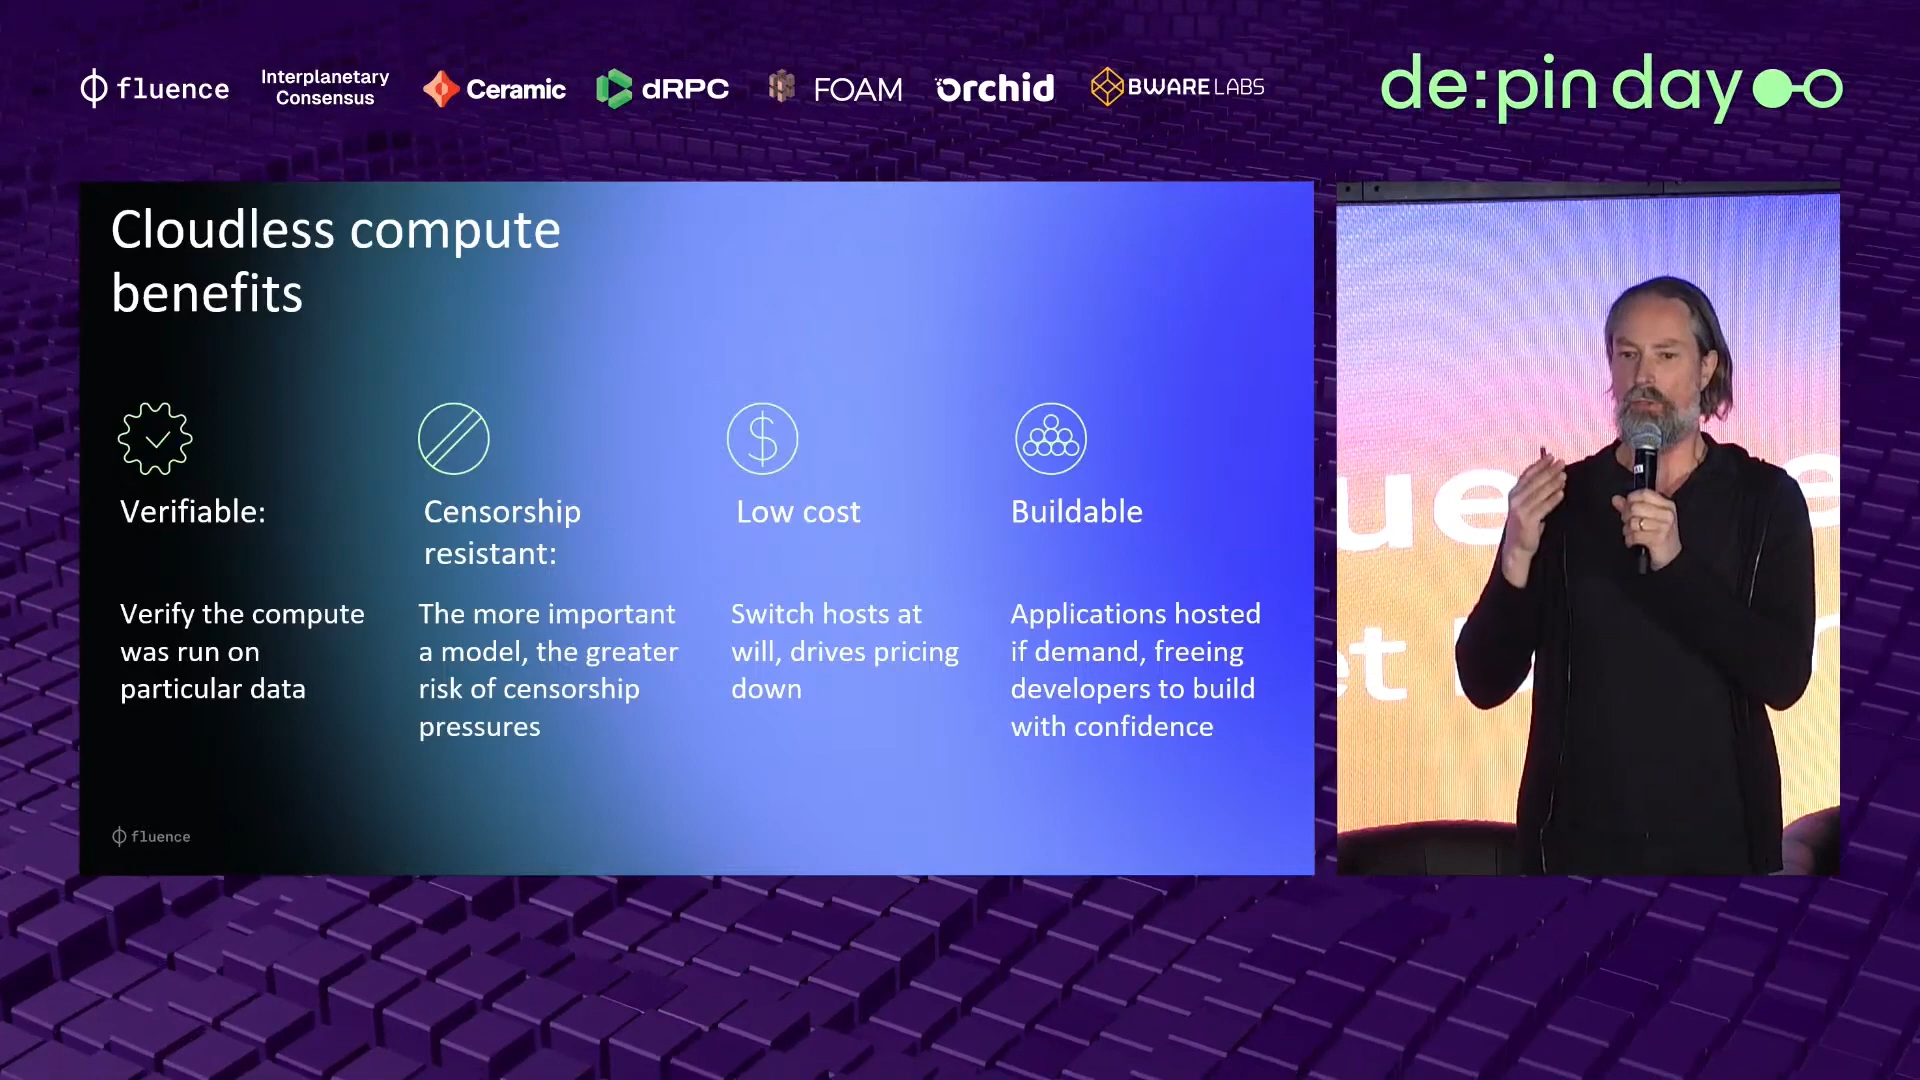 fluence
Interplanetary
Consensus
Ceramic
dRPC
FOAM
orchid
BWARE LABS
de:pin day
Cloudless compute
benefits
Verifiable:
Verify the compute
was run on
particular data
Censorship
resistant:
The more important
a model, the greater
risk of censorship
pressures
Low cost
Switch hosts at
will, drives pricing
down
Buildable
Applications hosted
if demand, freeing
developers to build
with confidence
fluence